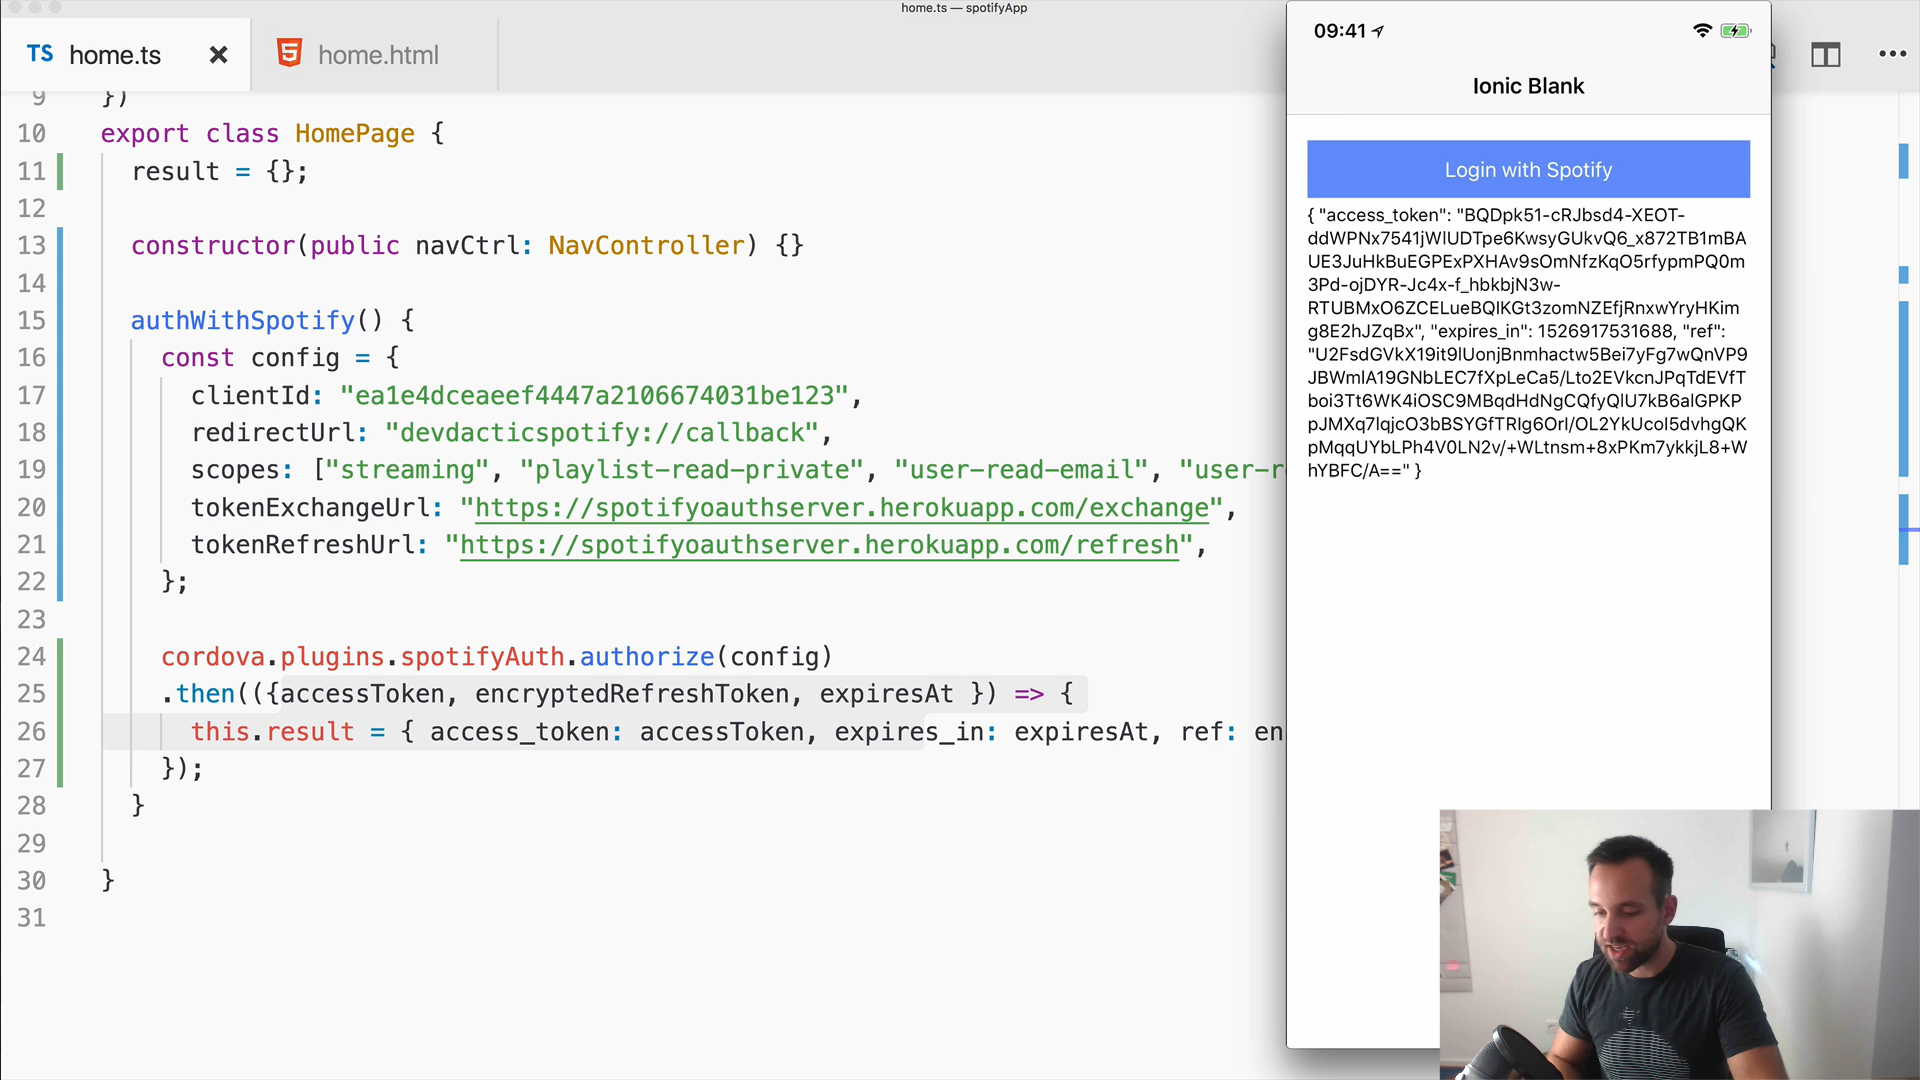 home.ts — spotifyApp
TS home.ts
home.html
9 })
10 export class HomePage {
11 result = {};
12
13 constructor(public navCtrl: NavController) {}
14
15 authWithSpotify() {
16 const config = {
17 clientId: "ea1e4dceaeef4447a2106674031be123",
18 redirectUrl: "devdacticspotify://callback",
19 scopes: ["streaming", "playlist-read-private", "user-read-email", "user-r
20 tokenExchangeUrl: "https://spotifyoauthserver.herokuapp.com/exchange",
21 tokenRefreshUrl: "https://spotifyoauthserver.herokuapp.com/refresh",
22 };
23
24 cordova.plugins.spotifyAuth.authorize(config)
25 .then(({accessToken, encryptedRefreshToken, expiresAt }) => {
26 this.result = { access_token: accessToken, expires_in: expiresAt, ref: en
27 });
28 }
29
30 }
31
09:41
Ionic Blank
Login with Spotify
{ "access_token": "BQDpk51-cRJbsd4-XEOT-
ddWPNx7541jWlUDTpe6KwsyGUkvQ6_x872TB1mBA
UE3JuHkBuEGPExPXHAv9sOmNfzKqO5rfypmPQ0m
3Pd-ojDYR-Jc4x-f_hbkbjN3w-
RTUBMxO6ZCELueBQIKGt3zomNZEfjRnxwYryHKim
g8E2hJZqBx", "expires_in": 1526917531688, "ref":
"U2FsdGVkX19it9lUonjBnmhactw5Bei7yFg7wQnVP9
JBWmlA19GNbLEC7fXpLeCa5/Lto2EVkcnJPqTdEVfT
boi3Tt6WK4iOSC9MBqdHdNgCQfyQlU7kB6alGPKP
pJMXq7lqjcO3bBSYGfTRlg6Orl/OL2YkUcoI5dvhgQK
pMqqUYbLPh4V0LN2v/+WLtnsm+8xPKm7ykkjL8+W
hYBFC/A==" }